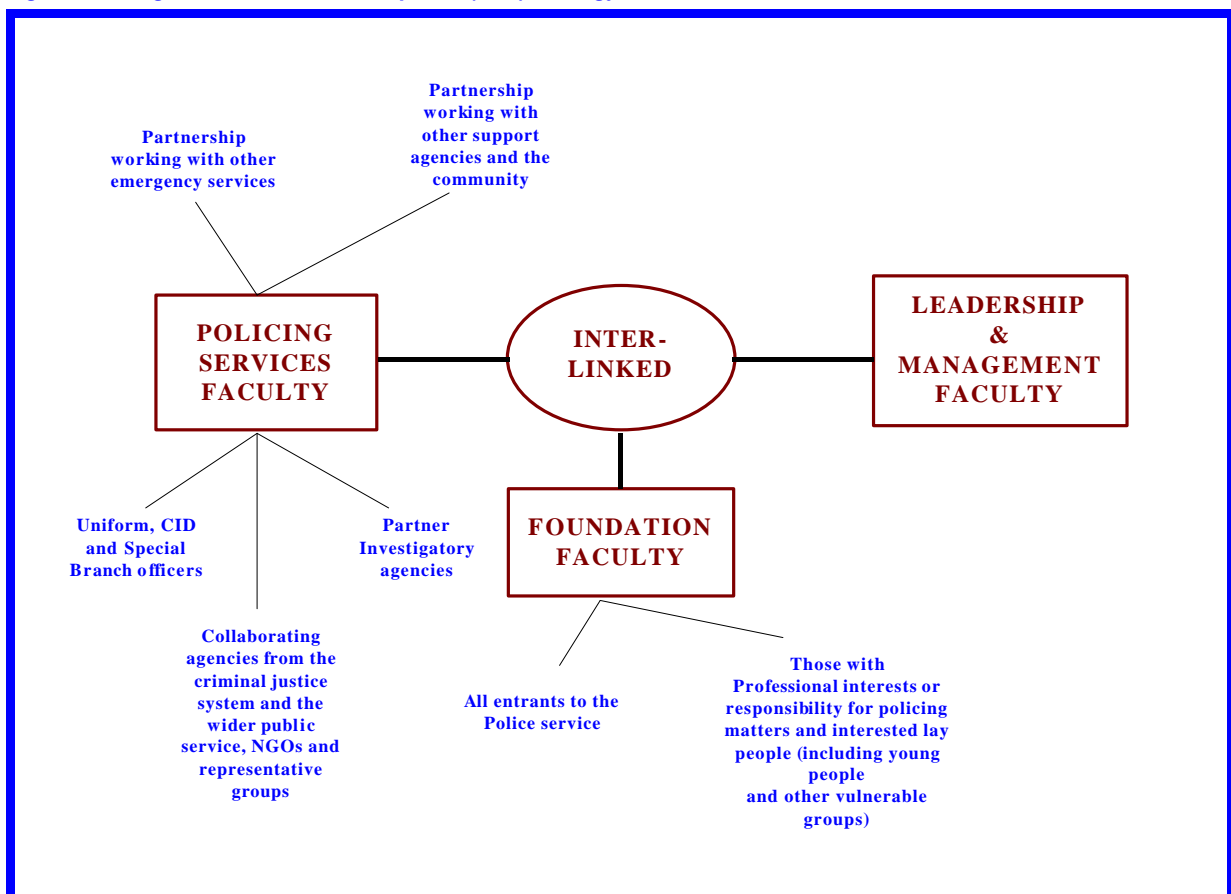 Partnership
working with other
emergency services
Partnership
working with
other support
agencies and the
community
POLICING
SERVICES
FACULTY
INTER-
LINKED
LEADERSHIP
&
MANAGEMENT
FACULTY
Uniform, CID
and Special
Branch officers
Partner
Investigatory
agencies
FOUNDATION
FACULTY
Collaborating
agencies from the
criminal justice
system and the
wider public
service, NGOs and
representative
groups
All entrants to the
Police service
Those with
Professional interests or
responsibility for policing
matters and interested lay
people (including young
people
and other vulnerable
groups)